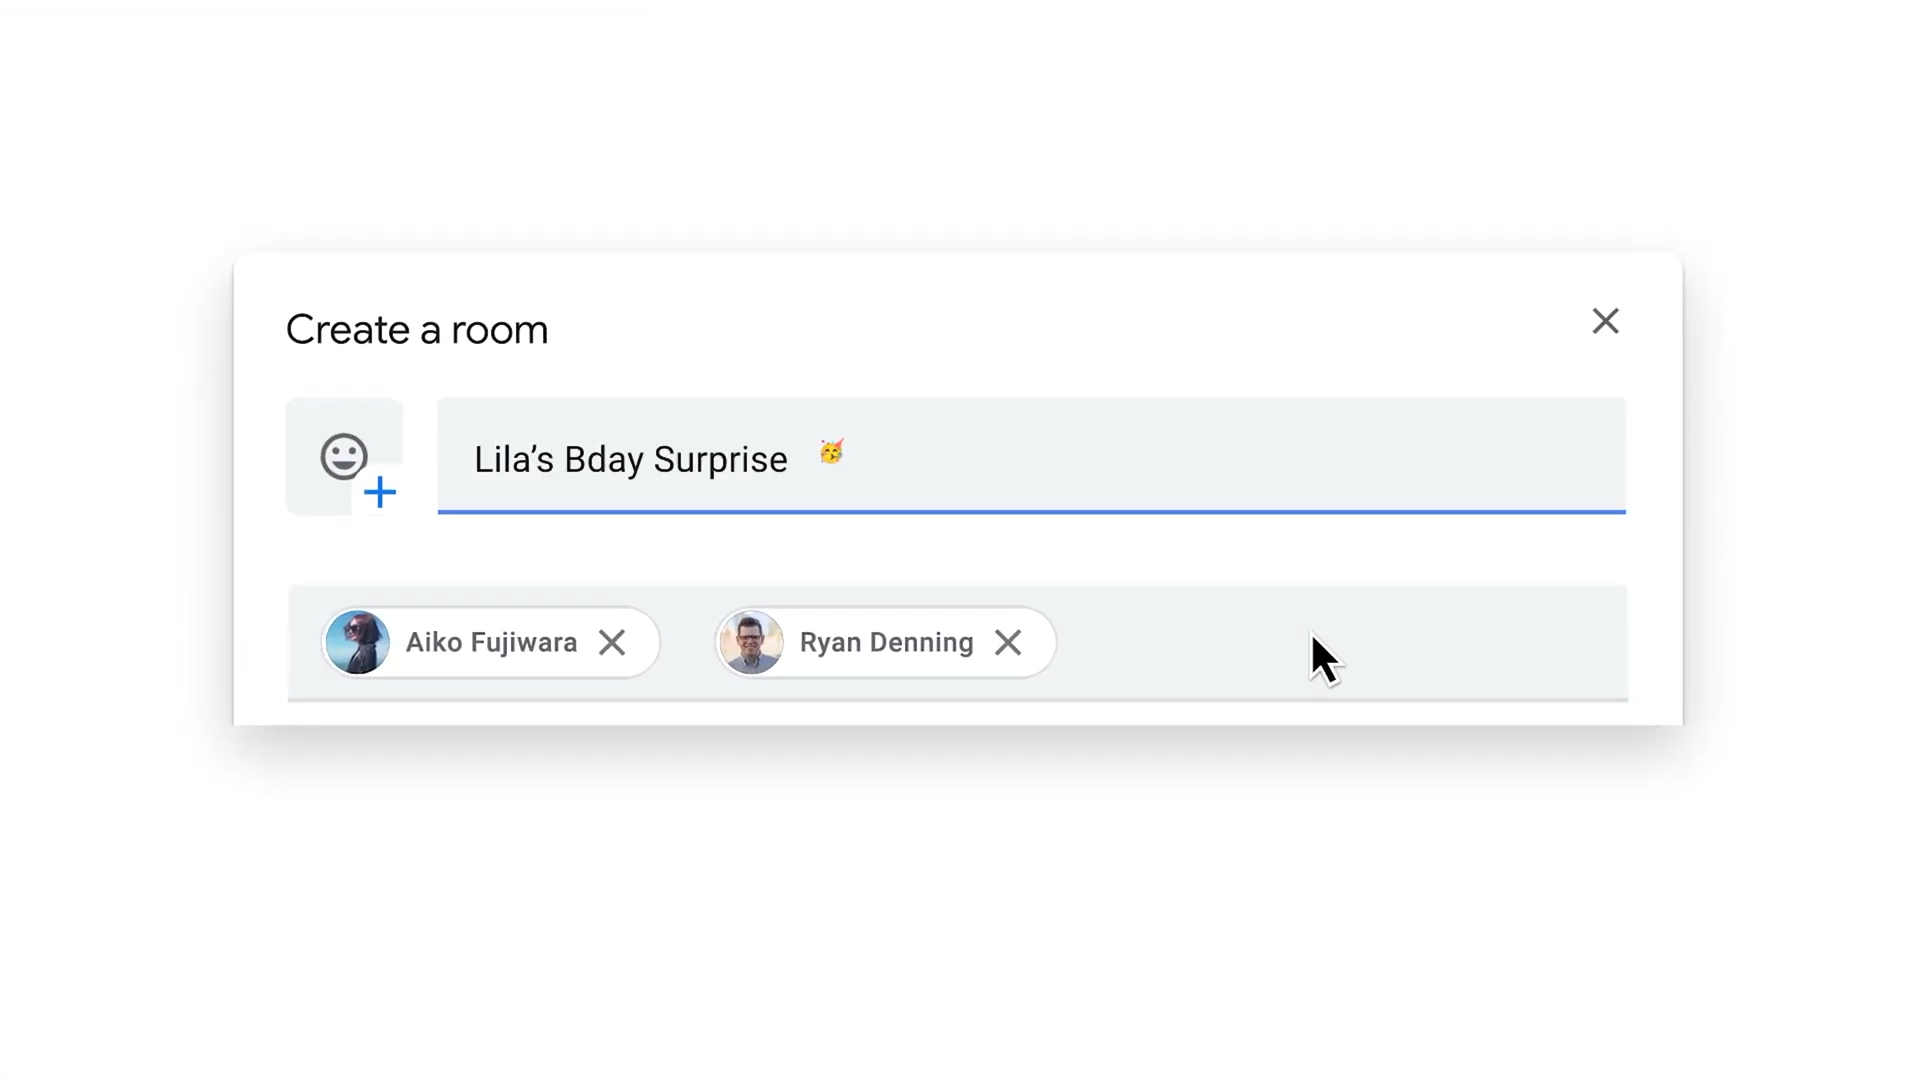 Create a room
Lila’s Bday Surprise 🥳
Aiko Fujiwara
Ryan Denning